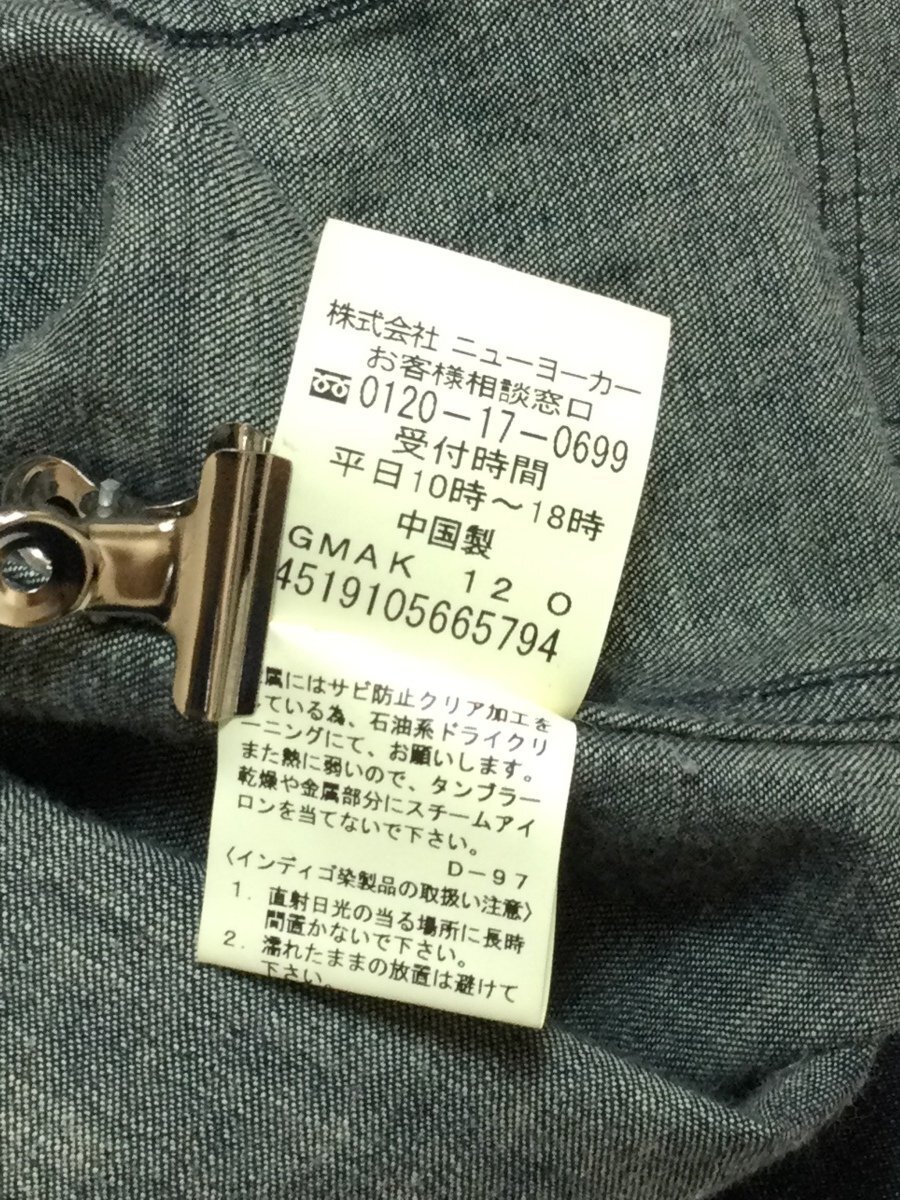 株式会社 ニューヨーカー
お客様相談窓口
0120-17-0699
受付時間
平日10時～18時
中国製
GMAK 12 O
4519105665794
属にはサビ防止クリア加工を
している為、石油系ドライクリ
ーニングにて、お願いします。
また熱に弱いので、タンブラー
乾燥や金属部分にスチームアイ
ロンを当てないで下さい。
D-97
〈インディゴ染製品の取扱い注意〉
1. 直射日光の当る場所に長時
間置かないで下さい。
2. 濡れたままの放置は避けて
下さい。